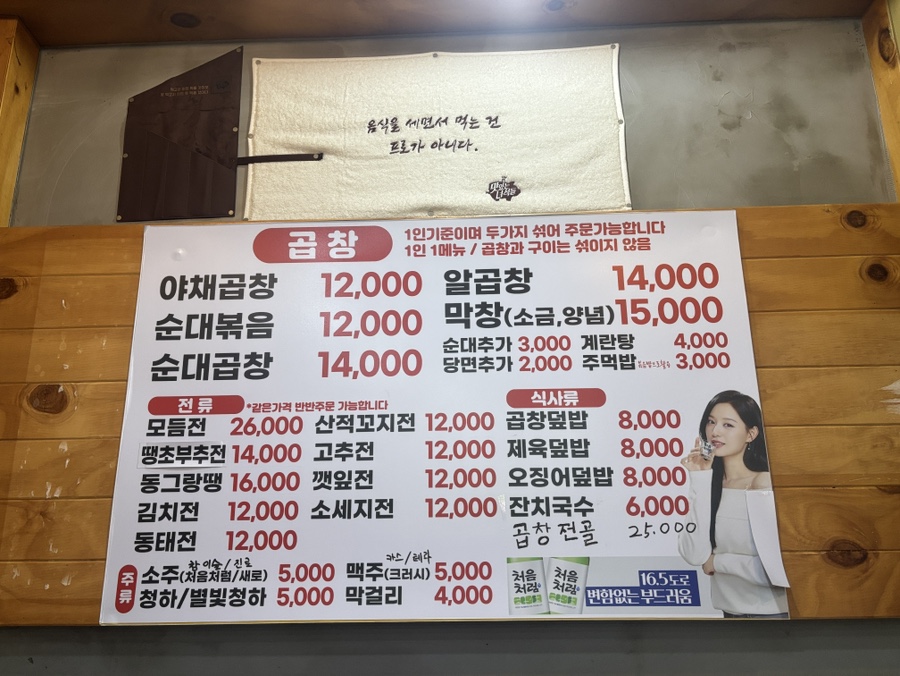 음식을 세면서 먹는 건
프로가 아니다.
맛있는
녀석들
곱창
1인기준이며 두가지 섞어 주문가능합니다
1인 1메뉴 / 곱창과 구이는 섞이지 않음
야채곱창 12,000
순대볶음 12,000
순대곱창 14,000
알곱창 14,000
막창(소금,양념) 15,000
순대추가 3,000 계란탕 4,000
당면추가 2,000 주먹밥 3,000
전 류
*같은가격 반반주문 가능합니다
모듬전 26,000
땡초부추전 14,000
동그랑땡 16,000
김치전 12,000
동태전 12,000
산적꼬지전 12,000
고추전 12,000
깻잎전 12,000
소세지전 12,000
식사류
곱창덮밥 8,000
제육덮밥 8,000
오징어덮밥 8,000
잔치국수 6,000
곱창전골 25.000
주류
참이슬/진로
소주(처음처럼/새로) 5,000
청하/별빛청하 5,000
카스/테라
맥주(크러시) 5,000
막걸리 4,000
처음
처럼
처음
처럼
16.5도로
변함없는 부드러움